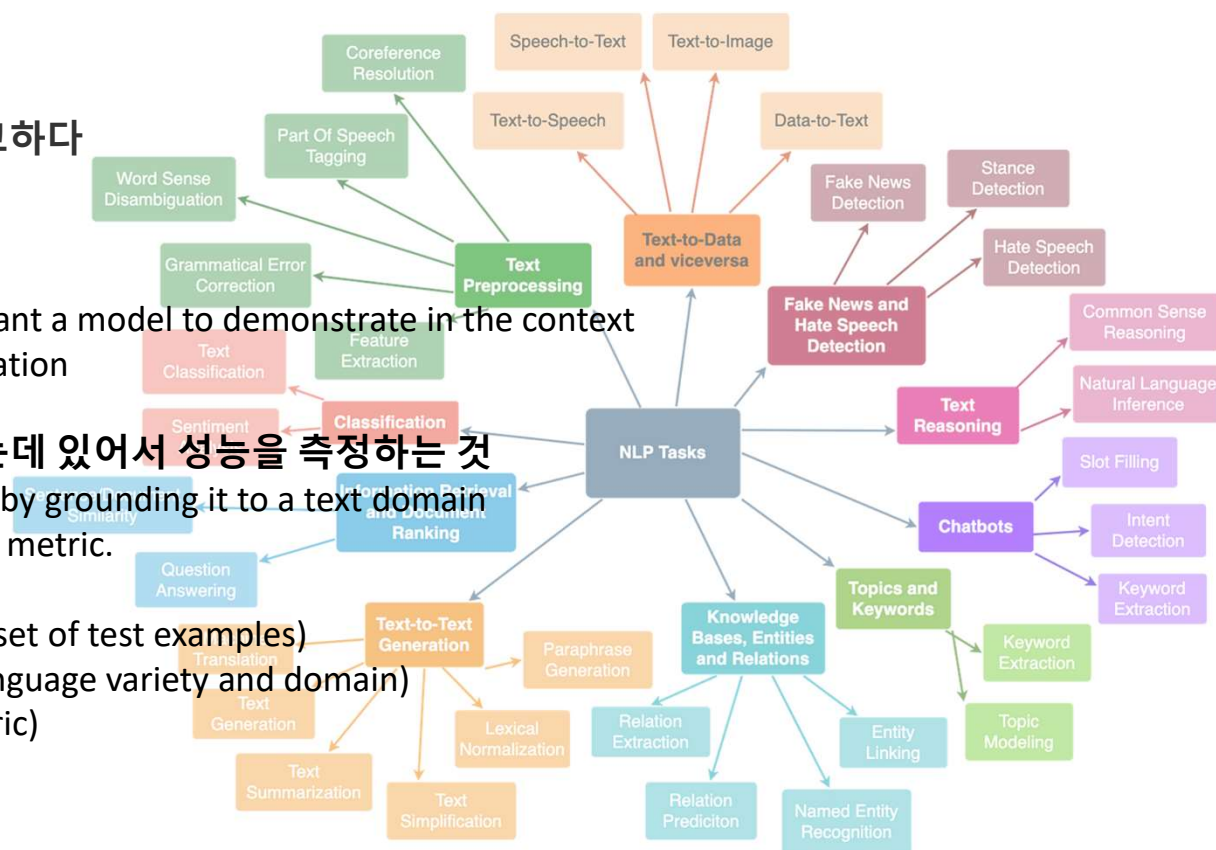 하다
ant a model to demonstrate in the context
ation
는데 있어서 성능을 측정하는 것
by grounding it to a text domain
metric.
set of test examples)
nguage variety and domain)
ric)
Speech-to-Text
Text-to-Image
Text-to-Speech
Data-to-Text
Text-to-Data
and viceversa
Coreference
Resolution
Part Of Speech
Tagging
Word Sense
Disambiguation
Grammatical Error
Correction
Feature
Extraction
Text
Preprocessing
Fake News
Detection
Stance
Detection
Hate Speech
Detection
Fake News and
Hate Speech
Detection
Common Sense
Reasoning
Natural Language
Inference
Text
Reasoning
Text
Classification
Sentiment
Classification
NLP Tasks
Similarity
Question
Answering
Information Retrieval
and Document
Ranking
Slot Filling
Intent
Detection
Keyword
Extraction
Chatbots
Topics and
Keywords
Keyword
Extraction
Topic
Modeling
Text-to-Text
Generation
Translation
Text
Generation
Text
Summarization
Text
Simplification
Lexical
Normalization
Paraphrase
Generation
Knowledge
Bases, Entities
and Relations
Relation
Extraction
Relation
Prediciton
Named Entity
Recognition
Entity
Linking